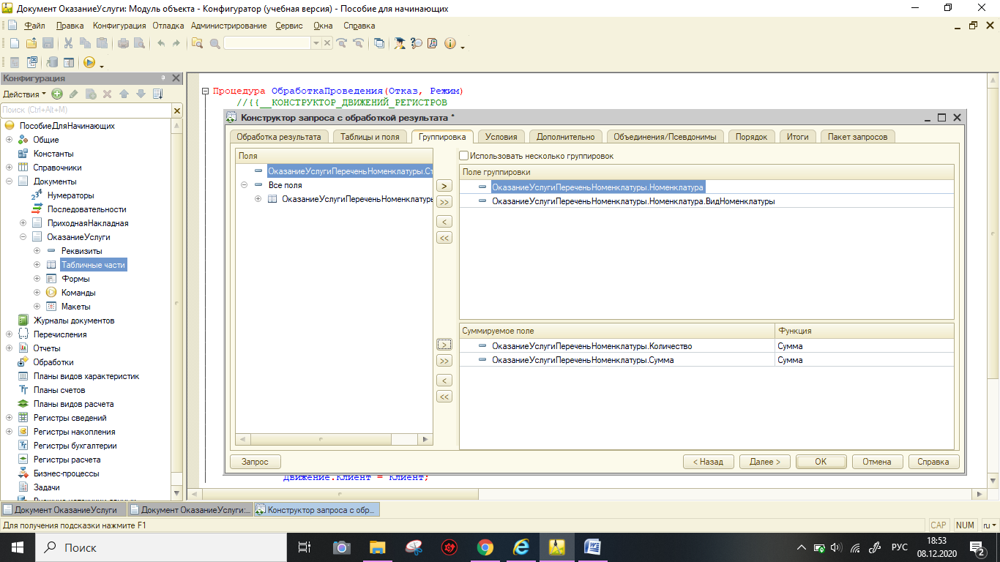 Документ ОказаниеУслуги: Модуль объекта - Конфигуратор (учебная версия) - Пособие для начинающих
Файл Правка Конфигурация Отладка Администрирование Сервис Окна Справка
Конфигурация
Действия
Поиск (Ctrl+Alt+M)
ПособиеДляНачинающих
Общие
Константы
Справочники
Документы
Нумераторы
Последовательности
ПриходнаяНакладная
ОказаниеУслуги
Реквизиты
Табличные части
Формы
Команды
Макеты
Журналы документов
Перечисления
Отчеты
Обработки
Планы видов характеристик
Планы счетов
Планы видов расчета
Регистры сведений
Регистры накопления
Регистры бухгалтерии
Регистры расчета
Бизнес-процессы
Задачи
Процедура ОбработкаПроведения(Отказ, Режим)
//{{__КОНСТРУКТОР_ДВИЖЕНИЙ_РЕГИСТРОВ
Конструктор запроса с обработкой результата *
Обработка результата Таблицы и поля Группировка Условия Дополнительно Объединения/Псевдонимы Порядок Итоги Пакет запросов
Поля
ОказаниеУслугиПереченьНоменклатуры.Ст
Все поля
ОказаниеУслугиПереченьНоменклатуры
>
>>
<
<<
>
>>
<
<<
Использовать несколько группировок
Поле группировки
ОказаниеУслугиПереченьНоменклатуры.Номенклатура
ОказаниеУслугиПереченьНоменклатуры.Номенклатура.ВидНоменклатуры
Суммируемое поле Функция
ОказаниеУслугиПереченьНоменклатуры.Количество Сумма
ОказаниеУслугиПереченьНоменклатуры.Сумма Сумма
Запрос < Назад Далее > OK Отмена Справка
Движение.Клиент = Клиент;
Документ ОказаниеУслуги Документ ОказаниеУслуги:... Конструктор запроса с обр...
Для получения подсказки нажмите F1 CAP NUM ru
Поиск
РУС
18:53
08.12.2020
2